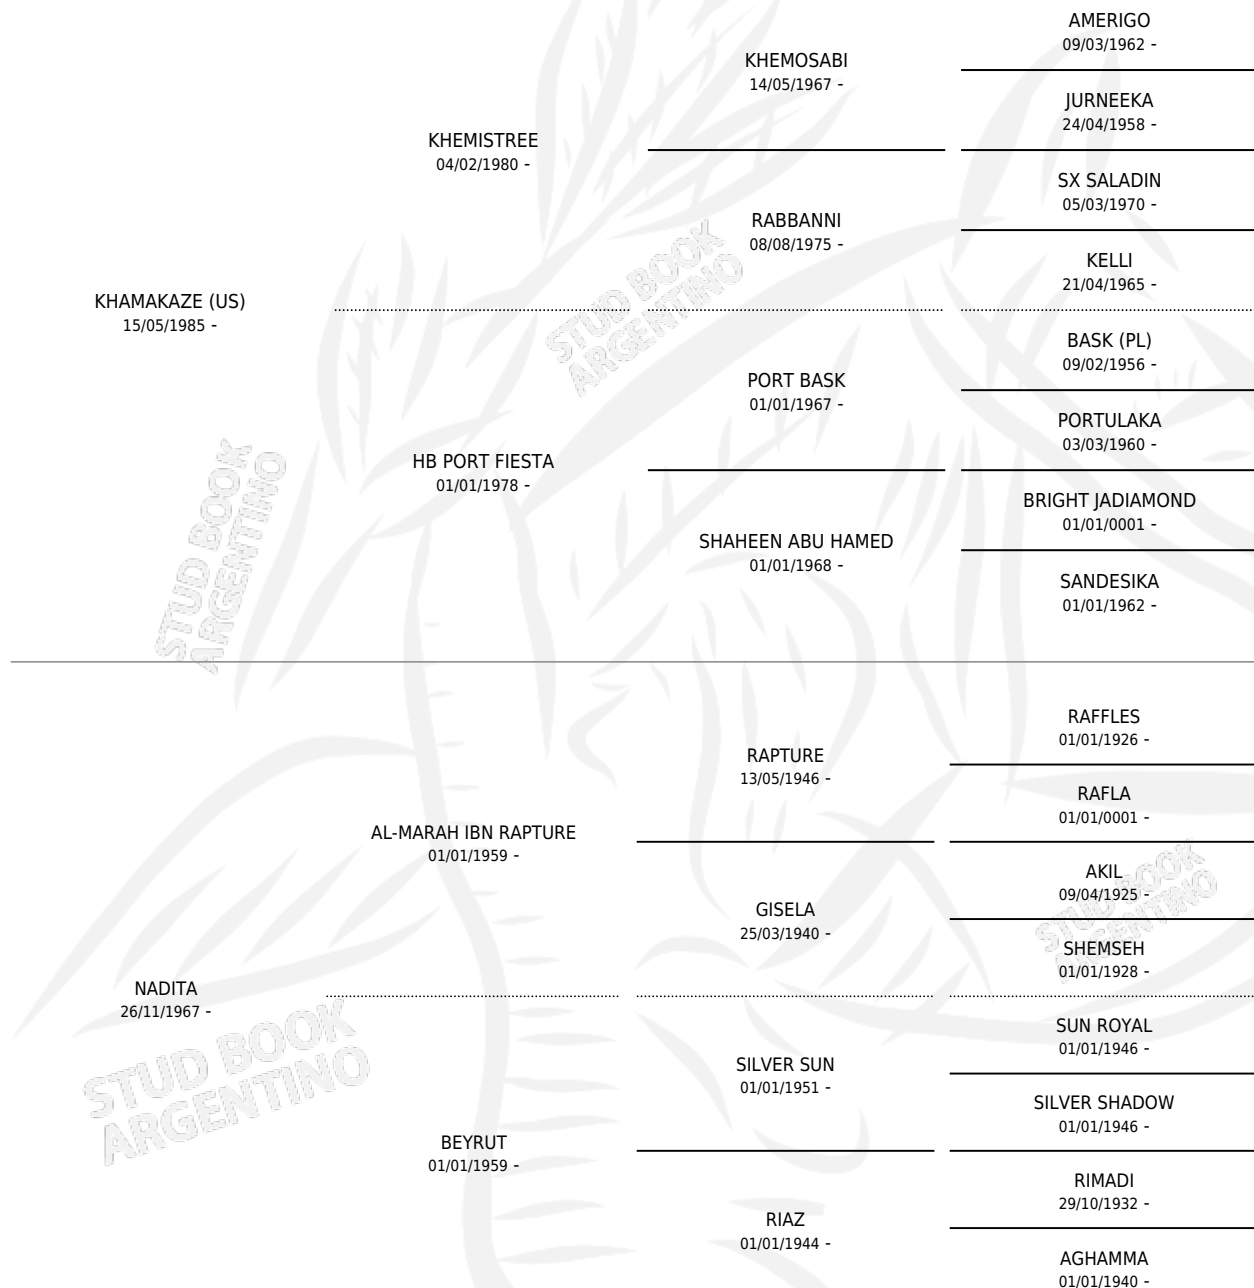 AMERIGO
09/03/1962 -
KHEMOSABI
14/05/1967 -
JURNEEKA
24/04/1958 -
KHEMISTREE
04/02/1980 -
SX SALADIN
05/03/1970 -
RABBANNI
08/08/1975 -
KELLI
21/04/1965 -
KHAMAKAZE (US)
15/05/1985 -
BASK (PL)
09/02/1956 -
PORT BASK
01/01/1967 -
PORTULAKA
03/03/1960 -
HB PORT FIESTA
01/01/1978 -
BRIGHT JADIAMOND
01/01/0001 -
SHAHEEN ABU HAMED
01/01/1968 -
SANDESIKA
01/01/1962 -
STUD BOOK
ARGENTINO
STUD BOOK
ARGENTINO
RAFFLES
01/01/1926 -
RAPTURE
13/05/1946 -
RAFLA
01/01/0001 -
AL-MARAH IBN RAPTURE
01/01/1959 -
AKIL
09/04/1925 -
GISELA
25/03/1940 -
SHEMSEH
01/01/1928 -
NADITA
26/11/1967 -
SUN ROYAL
01/01/1946 -
SILVER SUN
01/01/1951 -
SILVER SHADOW
01/01/1946 -
BEYRUT
01/01/1959 -
RIMADI
29/10/1932 -
RIAZ
01/01/1944 -
AGHAMMA
01/01/1940 -
STUD BOOK
ARGENTINO
STUD BOOK
ARGENTINO